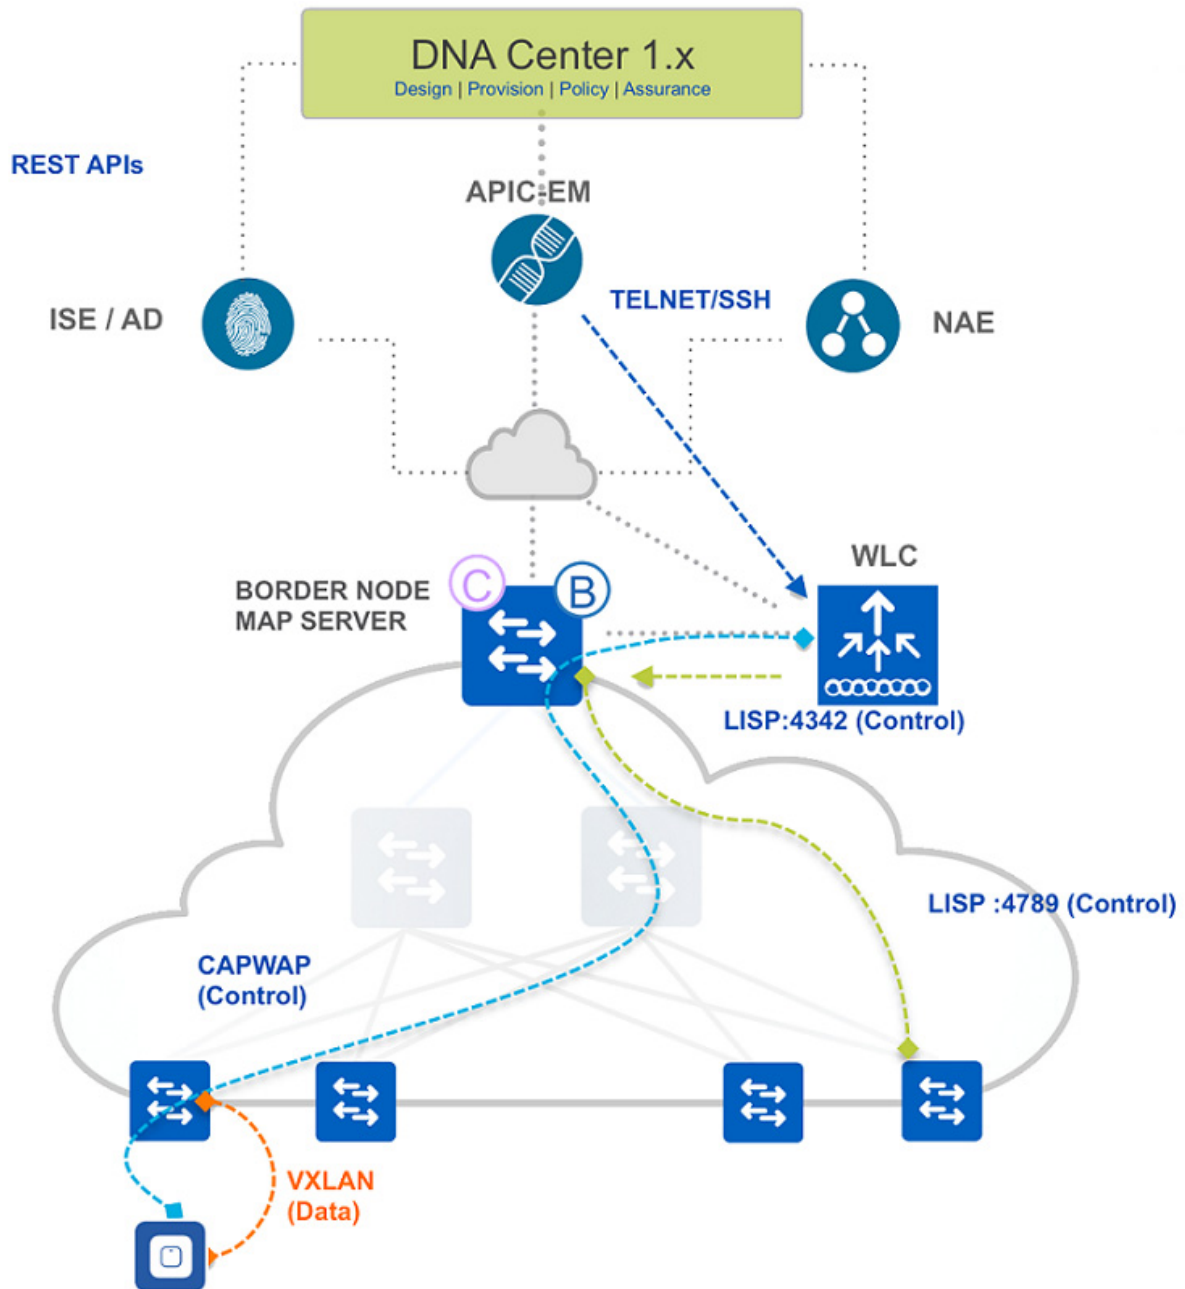 DNA Center 1.x
Design | Provision | Policy | Assurance
REST APIs
APIC-EM
TELNET/SSH
ISE / AD
NAE
WLC
BORDER NODE
MAP SERVER
C
B
LISP:4342 (Control)
LISP :4789 (Control)
CAPWAP
(Control)
VXLAN
(Data)